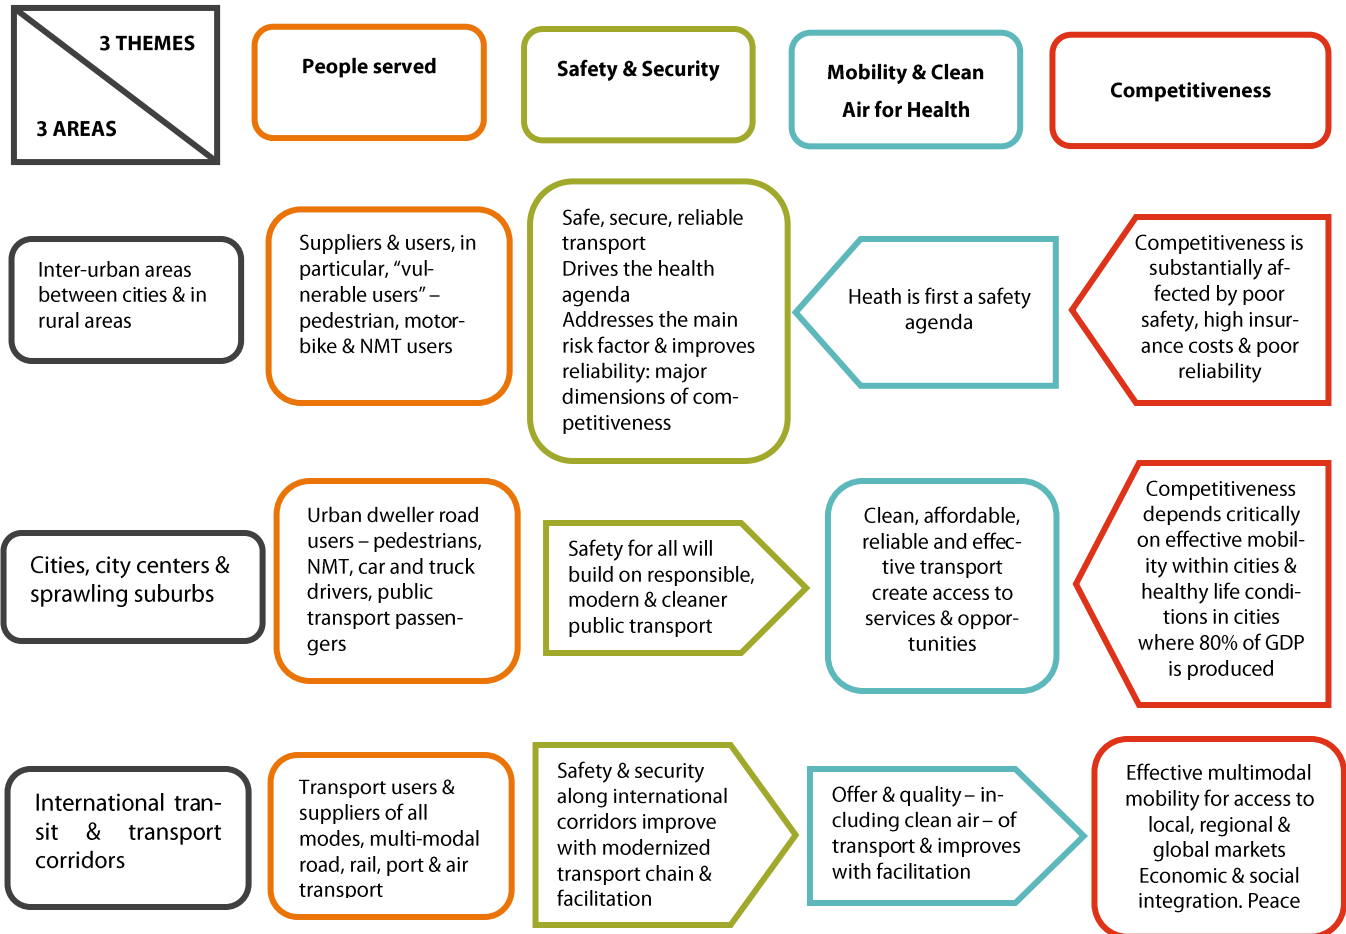 3 THEMES
3 AREAS
People served
Safety & Security
Mobility & Clean
Air for Health
Competitiveness
Inter-urban areas
between cities & in
rural areas
Suppliers & users, in
particular, “vul-
nerable users” –
pedestrian, motor-
bike & NMT users
Safe, secure, reliable
transport
Drives the health
agenda
Addresses the main
risk factor & improves
reliability: major
dimensions of com-
petitiveness
Heath is first a safety
agenda
Competitiveness is
substantially af-
fected by poor
safety, high insur-
ance costs & poor
reliability
Cities, city centers &
sprawling suburbs
Urban dweller road
users – pedestrians,
NMT, car and truck
drivers, public
transport passen-
gers
Safety for all will
build on responsible,
modern & cleaner
public transport
Clean, affordable,
reliable and effec-
tive transport
create access to
services & oppor-
tunities
Competitiveness
depends critically
on effective mobil-
ity within cities &
healthy life condi-
tions in cities
where 80% of GDP
is produced
International tran-
sit & transport
corridors
Transport users &
suppliers of all
modes, multi-modal
road, rail, port & air
transport
Safety & security
along international
corridors improve
with modernized
transport chain &
facilitation
Offer & quality – in-
cluding clean air – of
transport & improves
with facilitation
Effective multimodal
mobility for access to
local, regional &
global markets
Economic & social
integration. Peace